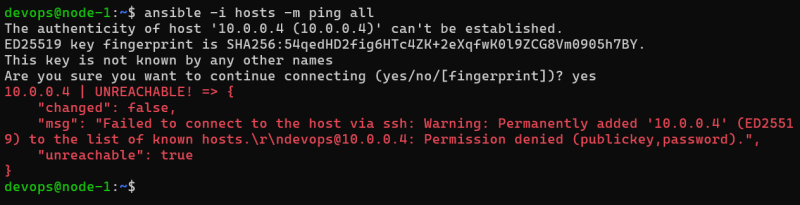 devops@node-1:~$ ansible -i hosts -m ping all
The authenticity of host '10.0.0.4 (10.0.0.4)' can't be established.
ED25519 key fingerprint is SHA256:54qedHD2fig6HTc4ZK+2eXqfwK0l9ZCG8Vm0905h7BY.
This key is not known by any other names
Are you sure you want to continue connecting (yes/no/[fingerprint])? yes
10.0.0.4 | UNREACHABLE! => {
    "changed": false,
    "msg": "Failed to connect to the host via ssh: Warning: Permanently added '10.0.0.4' (ED2551
9) to the list of known hosts.\r\ndevops@10.0.0.4: Permission denied (publickey,password).",
    "unreachable": true
}
devops@node-1:~$